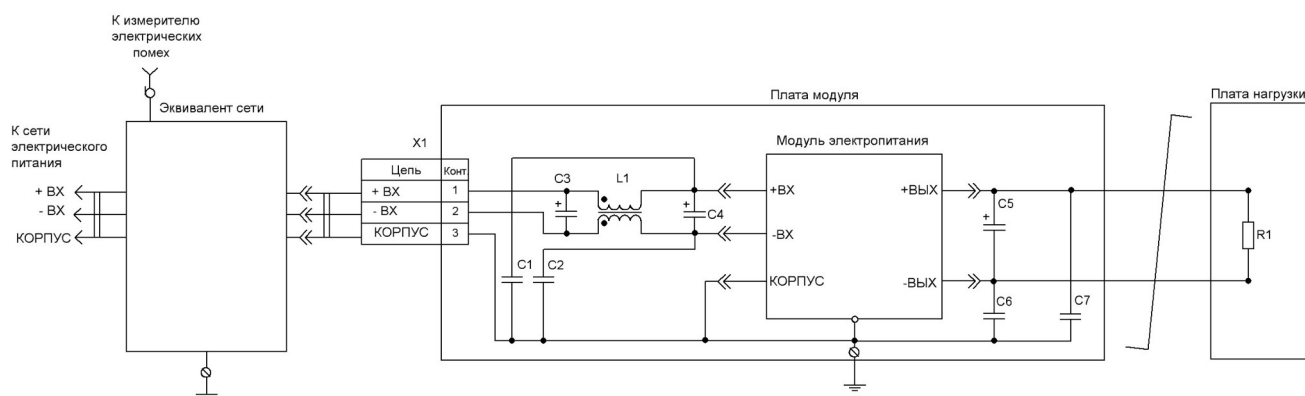 К измерителю
электрических
помех
Эквивалент сети
К сети
электрического
питания
+ ВХ
- ВХ
КОРПУС
X1
Цепь
Конт.
+ ВХ
1
- ВХ
2
КОРПУС
3
Плата модуля
C3
L1
C4
C1
C2
Модуль электропитания
+ВХ
-ВХ
КОРПУС
+ВЫХ
-ВЫХ
C5
C6
C7
Плата нагрузки
R1
+
+
+